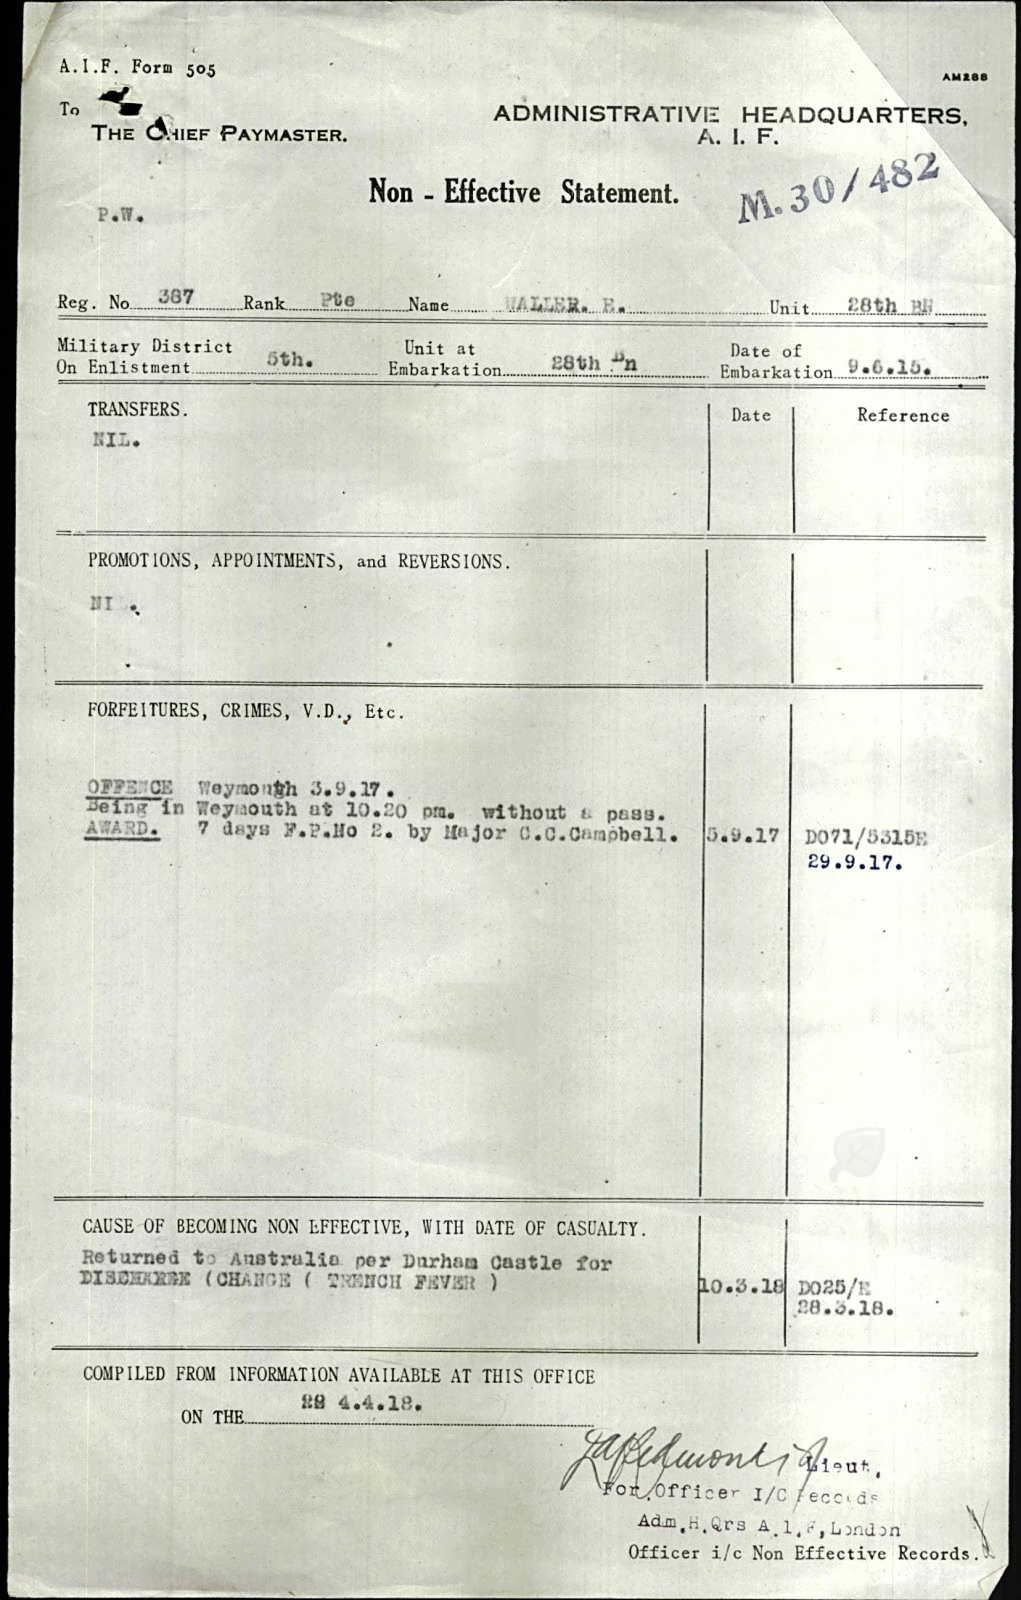 A.I.F. Form 505
AM288
To
THE CHIEF PAYMASTER.
ADMINISTRATIVE HEADQUARTERS,
A. I. F.
Non - Effective Statement.
M.30/482
P.W.
Reg. No. 387 Rank Pte Name WALLER. E. Unit 28th BN
Military District On Enlistment 5th. Unit at Embarkation 28th Bn Date of Embarkation 9.6.15.
TRANSFERS. Date Reference
NIL.
PROMOTIONS, APPOINTMENTS, and REVERSIONS.
NIL.
FORFEITURES, CRIMES, V.D., Etc.
OFFENCE Weymouth 3.9.17.
Being in Weymouth at 10.20 pm. without a pass.
AWARD. 7 days F.P.No 2. by Major C.C.Campbell. 5.9.17 DO71/5315E
29.9.17.
CAUSE OF BECOMING NON EFFECTIVE, WITH DATE OF CASUALTY.
Returned to Australia per Durham Castle for
(CHANGE ( TRENCH FEVER ) 10.3.18 DO25/E
28.3.18.
COMPILED FROM INFORMATION AVAILABLE AT THIS OFFICE
ON THE 4.4.18.
Lieut.
For Officer I/C Records
Adm.H.Qrs A.I.F, London
Officer i/c Non Effective Records.